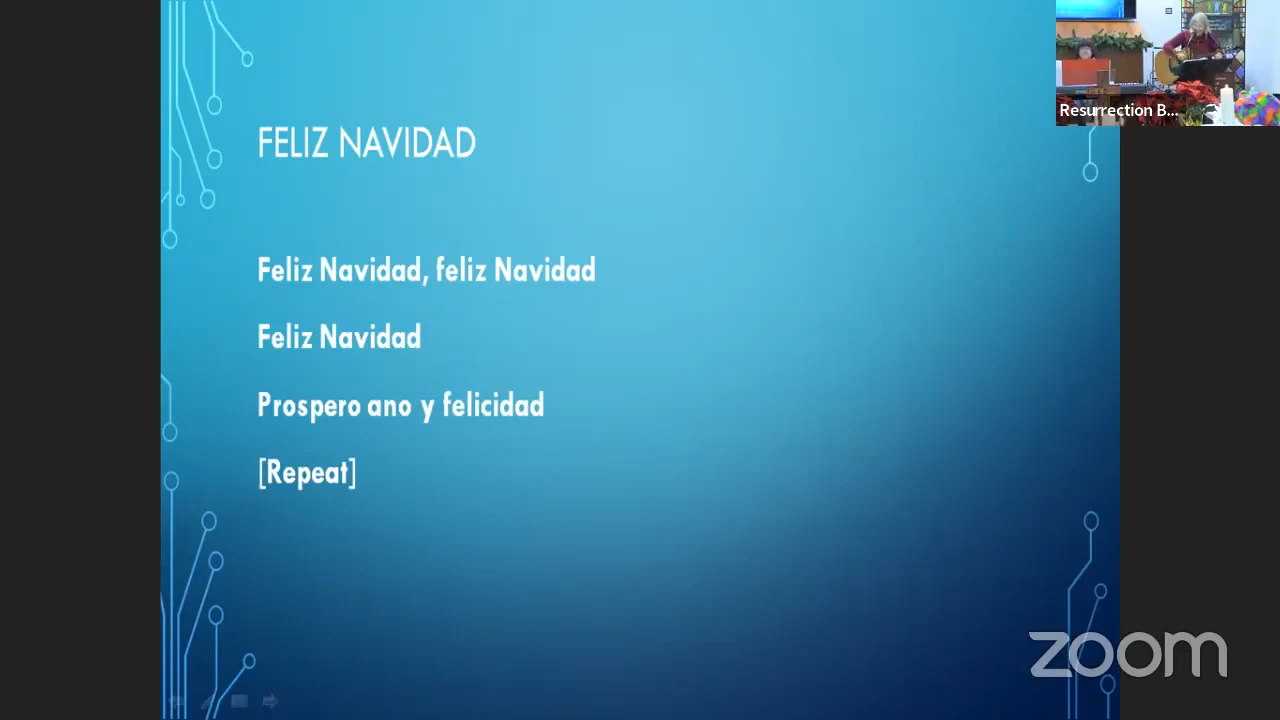 Resurrection B...
FELIZ NAVIDAD
Feliz Navidad, feliz Navidad
Feliz Navidad
Prospero ano y felicidad
[Repeat]
zoom